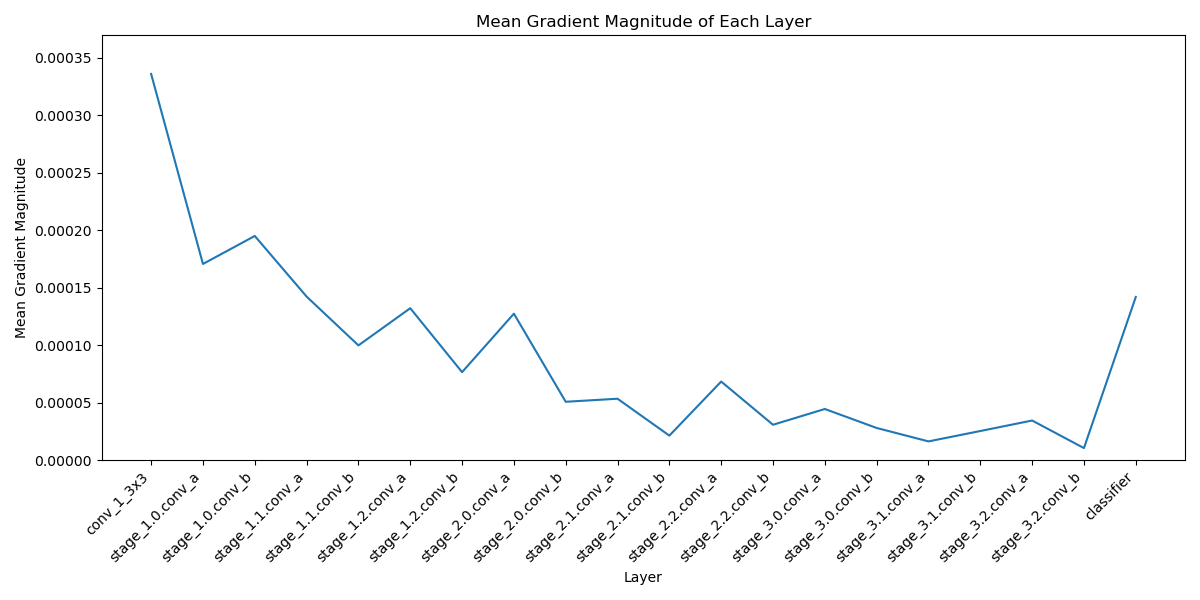 Mean Gradient Magnitude of Each Layer
Mean Gradient Magnitude
0.00035
0.00030
0.00025
0.00020
0.00015
0.00010
0.00005
0.00000
conv_1_3x3
stage_1.0.conv_a
stage_1.0.conv_b
stage_1.1.conv_a
stage_1.1.conv_b
stage_1.2.conv_a
stage_1.2.conv_b
stage_2.0.conv_a
stage_2.0.conv_b
stage_2.1.conv_a
stage_2.1.conv_b
stage_2.2.conv_a
stage_2.2.conv_b
stage_3.0.conv_a
stage_3.0.conv_b
stage_3.1.conv_a
stage_3.1.conv_b
stage_3.2.conv_a
stage_3.2.conv_b
classifier
Layer